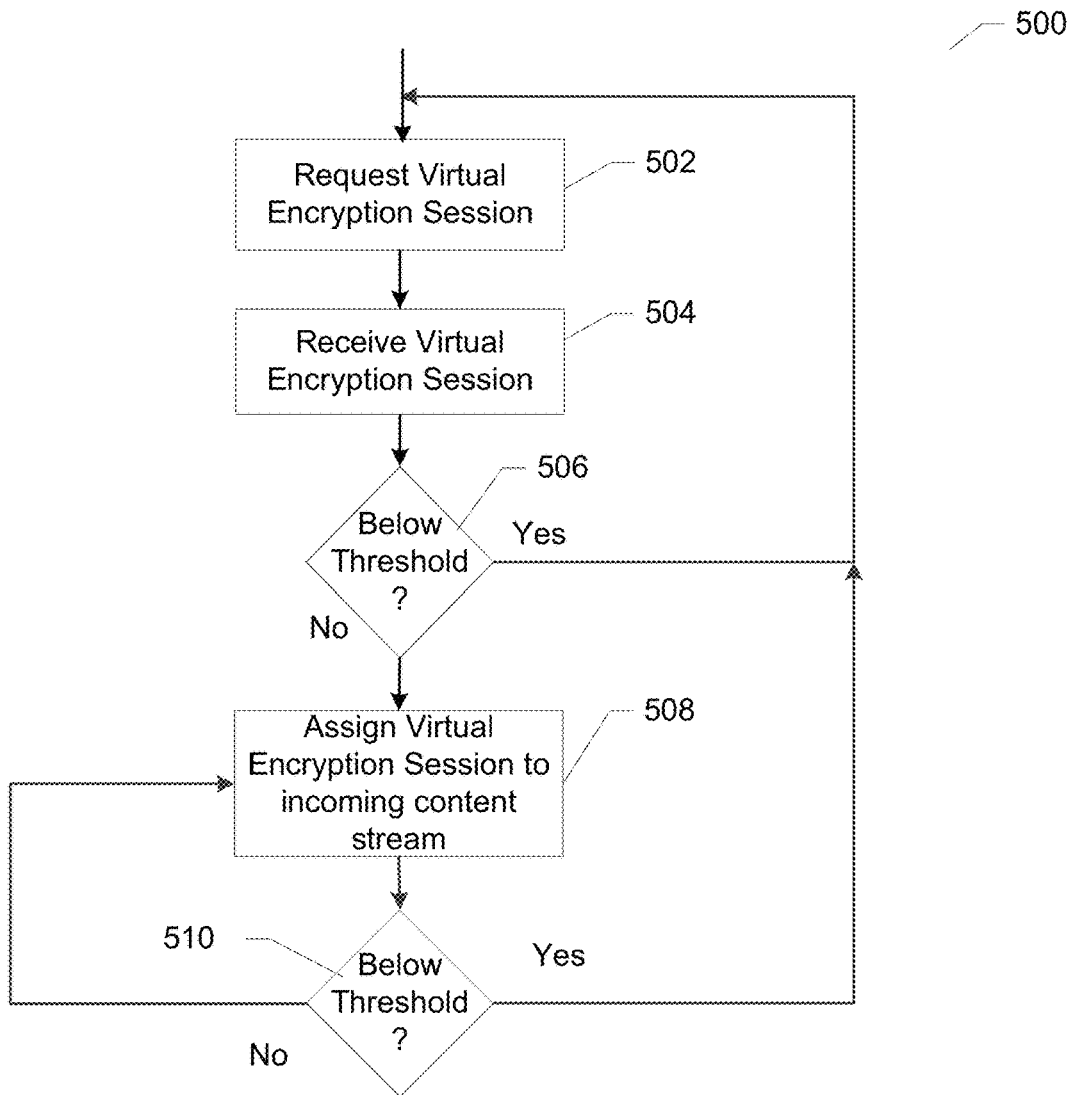 500
Request Virtual
Encryption Session
502
Receive Virtual
Encryption Session
504
506
Below
Threshold
?
Yes
No
Assign Virtual
Encryption Session to
incoming content
stream
508
510
Below
Threshold
?
Yes
No